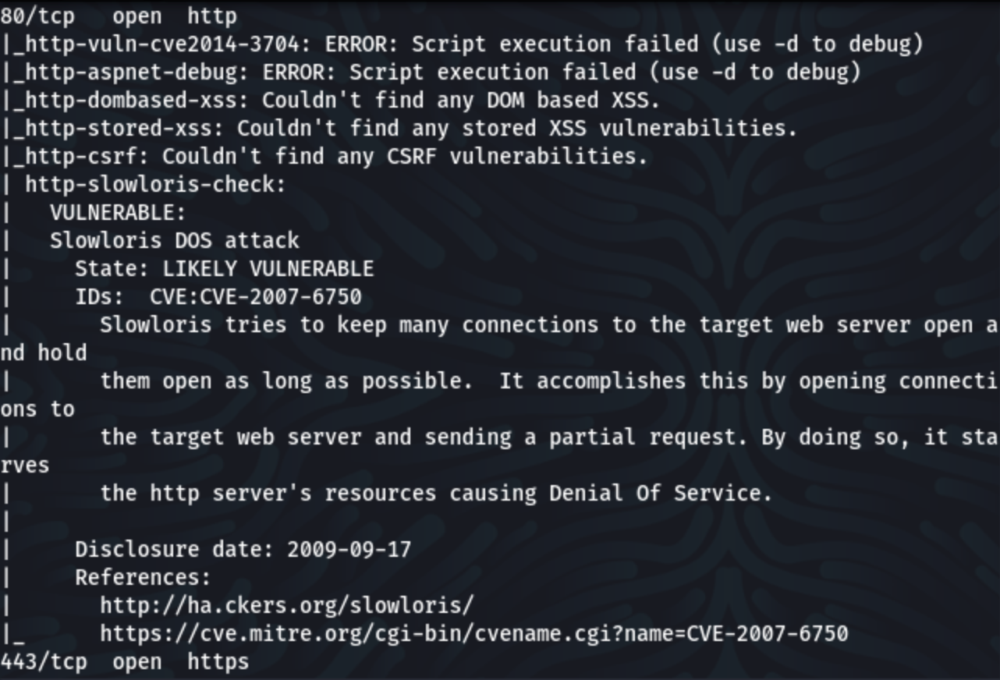 80/tcp   open  http
|_http-vuln-cve2014-3704: ERROR: Script execution failed (use -d to debug)
|_http-aspnet-debug: ERROR: Script execution failed (use -d to debug)
|_http-dombased-xss: Couldn't find any DOM based XSS.
|_http-stored-xss: Couldn't find any stored XSS vulnerabilities.
|_http-csrf: Couldn't find any CSRF vulnerabilities.
| http-slowloris-check:
|   VULNERABLE:
|   Slowloris DOS attack
|     State: LIKELY VULNERABLE
|     IDs:  CVE:CVE-2007-6750
|       Slowloris tries to keep many connections to the target web server open a
nd hold
|       them open as long as possible.  It accomplishes this by opening connecti
ons to
|       the target web server and sending a partial request. By doing so, it sta
rves
|       the http server's resources causing Denial Of Service.
|
|     Disclosure date: 2009-09-17
|     References:
|       http://ha.ckers.org/slowloris/
|_      https://cve.mitre.org/cgi-bin/cvename.cgi?name=CVE-2007-6750
443/tcp  open  https